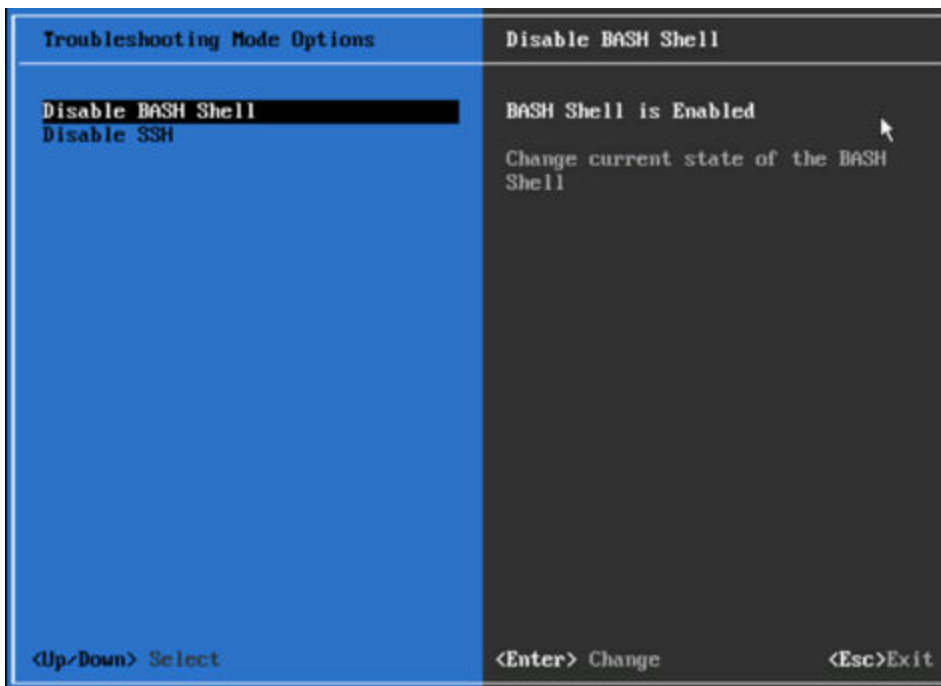 Troubleshooting Mode Options
Disable BASH Shell
Disable BASH Shell
Disable SSH
BASH Shell is Enabled
Change current state of the BASH
Shell
<Up/Down> Select
<Enter> Change
<Esc>Exit